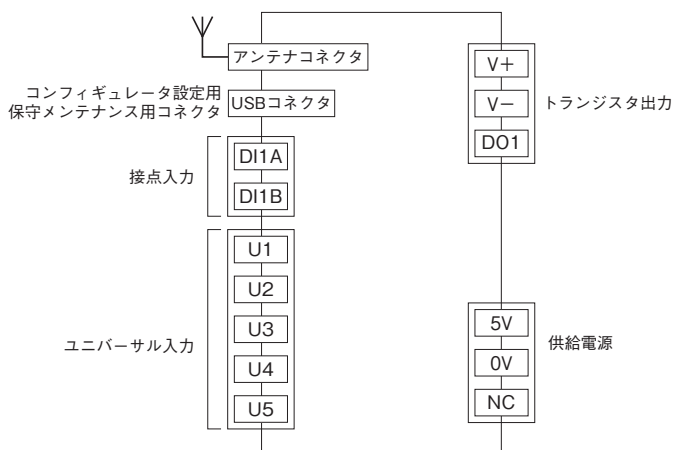 アンテナコネクタ
コンフィギュレータ設定用
保守メンテナンス用コネクタ
USBコネクタ
接点入力
DI1A
DI1B
ユニバーサル入力
U1
U2
U3
U4
U5
V+
V−
DO1
トランジスタ出力
5V
0V
NC
供給電源